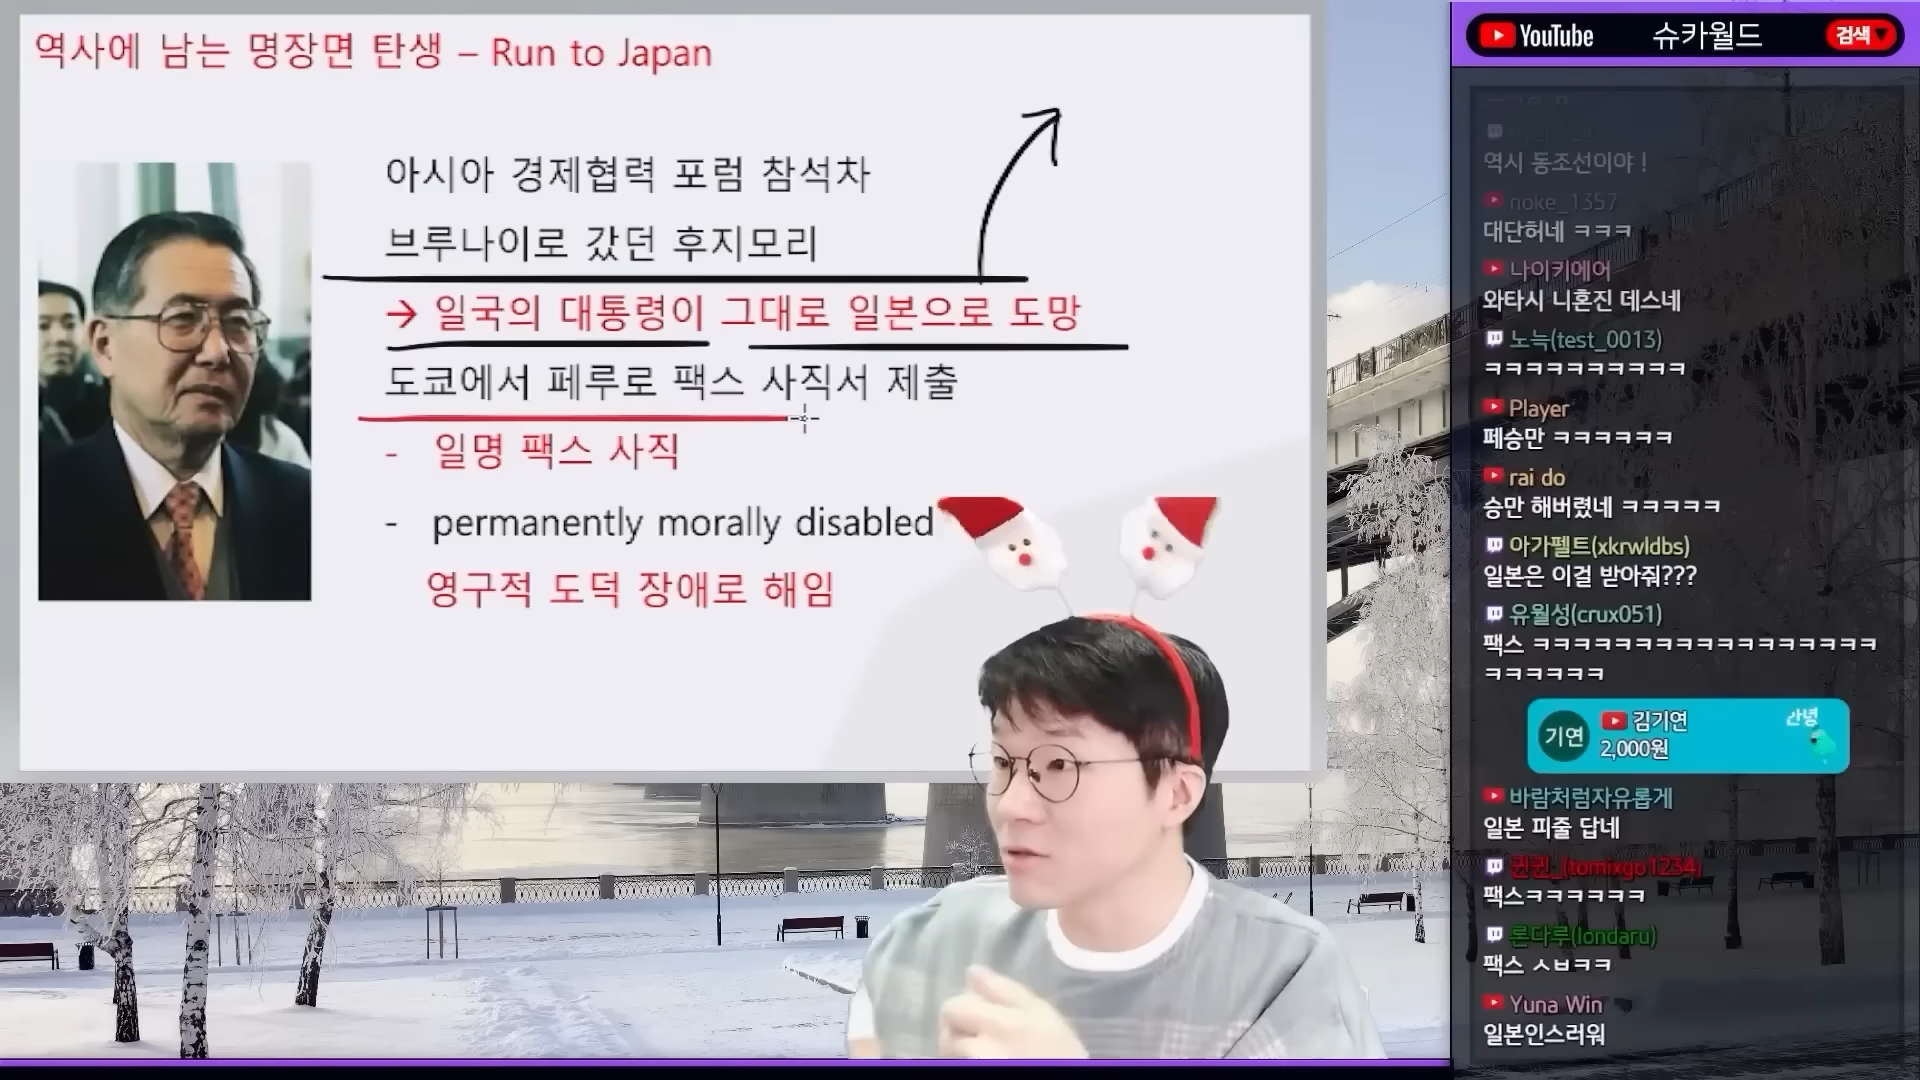 역사에 남는 명장면 탄생 – Run to Japan
아시아 경제협력 포럼 참석차
브루나이로 갔던 후지모리
→ 일국의 대통령이 그대로 일본으로 도망
도쿄에서 페루로 팩스 사직서 제출
- 일명 팩스 사직
- permanently morally disabled
영구적 도덕 장애로 해임
YouTube 슈카월드 검색
역시 동조선이야 !
noke_1357
대단허네 ㅋㅋㅋ
나이키에어
와타시 니혼진 데스네
노늑(test_0013)
ㅋㅋㅋㅋㅋㅋㅋㅋㅋㅋ
Player
페승만 ㅋㅋㅋㅋㅋㅋ
rai do
승만 해버렸네 ㅋㅋㅋㅋㅋ
아가펠트(xkrwldbs)
일본은 이걸 받아줘???
유월성(crux051)
팩스 ㅋㅋㅋㅋㅋㅋㅋㅋㅋㅋㅋㅋㅋㅋㅋㅋㅋㅋ
ㅋㅋㅋㅋㅋㅋ
기연
김기연
2,000원
안녕
바람처럼자유롭게
일본 피줄 답네
퀸퀸_(tomixgo1234)
팩스ㅋㅋㅋㅋㅋㅋ
론다루(londaru)
팩스 ㅅㅂㅋㅋ
Yuna Win
일본인스러워